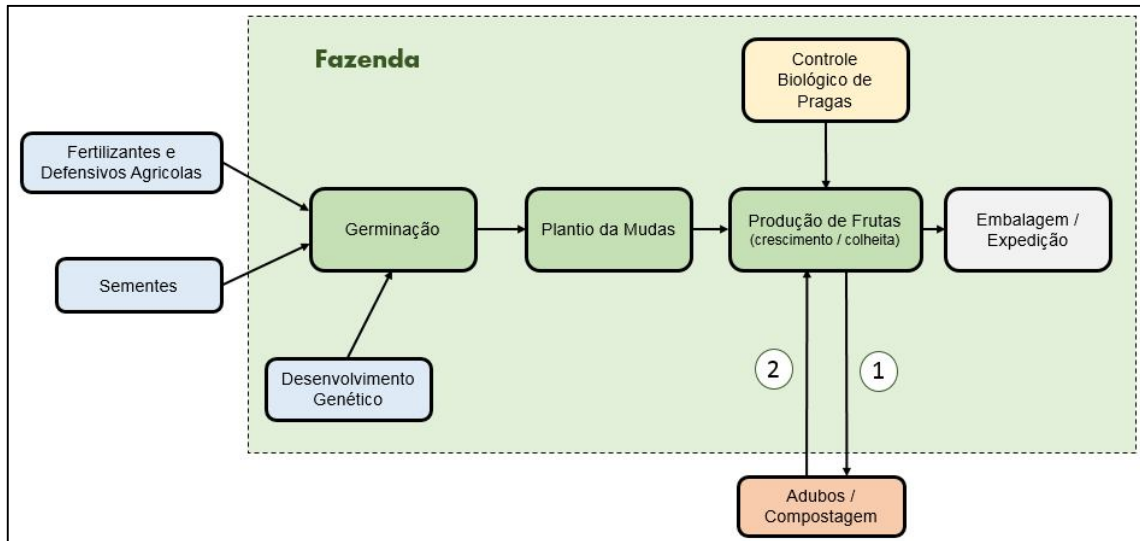 Fazenda
Controle
Biológico de
Pragas
Fertilizantes e
Defensivos Agricolas
Germinação
Plantio da Mudas
Produção de Frutas
(crescimento / colheita)
Embalagem /
Expedição
Sementes
Desenvolvimento
Genético
2
1
Adubos /
Compostagem